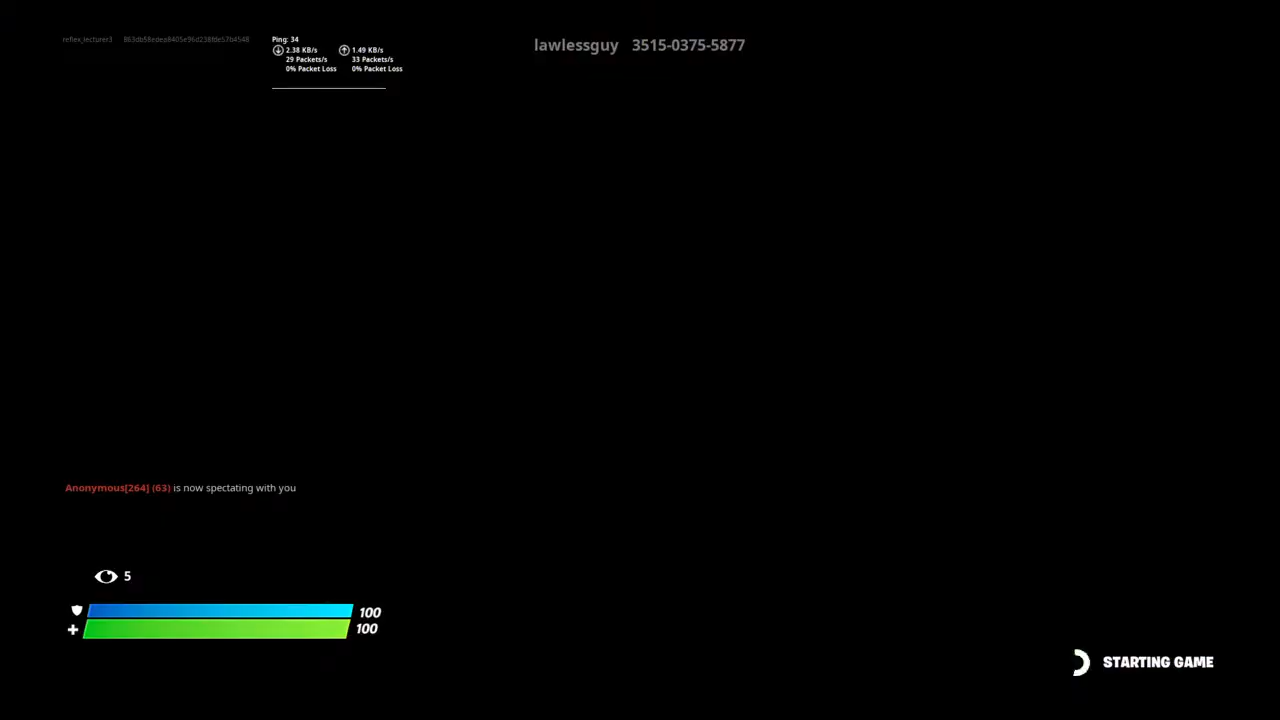 reflex_lecturer3
lawlessguy 3515-0375-5877
Ping: 34
2.38 KB/s 1.49 KB/s
29 Packets/s 33 Packets/s
0% Packet Loss 0% Packet Loss
Anonymous[264] (63) is now spectating with you
5
100
100
STARTING GAME